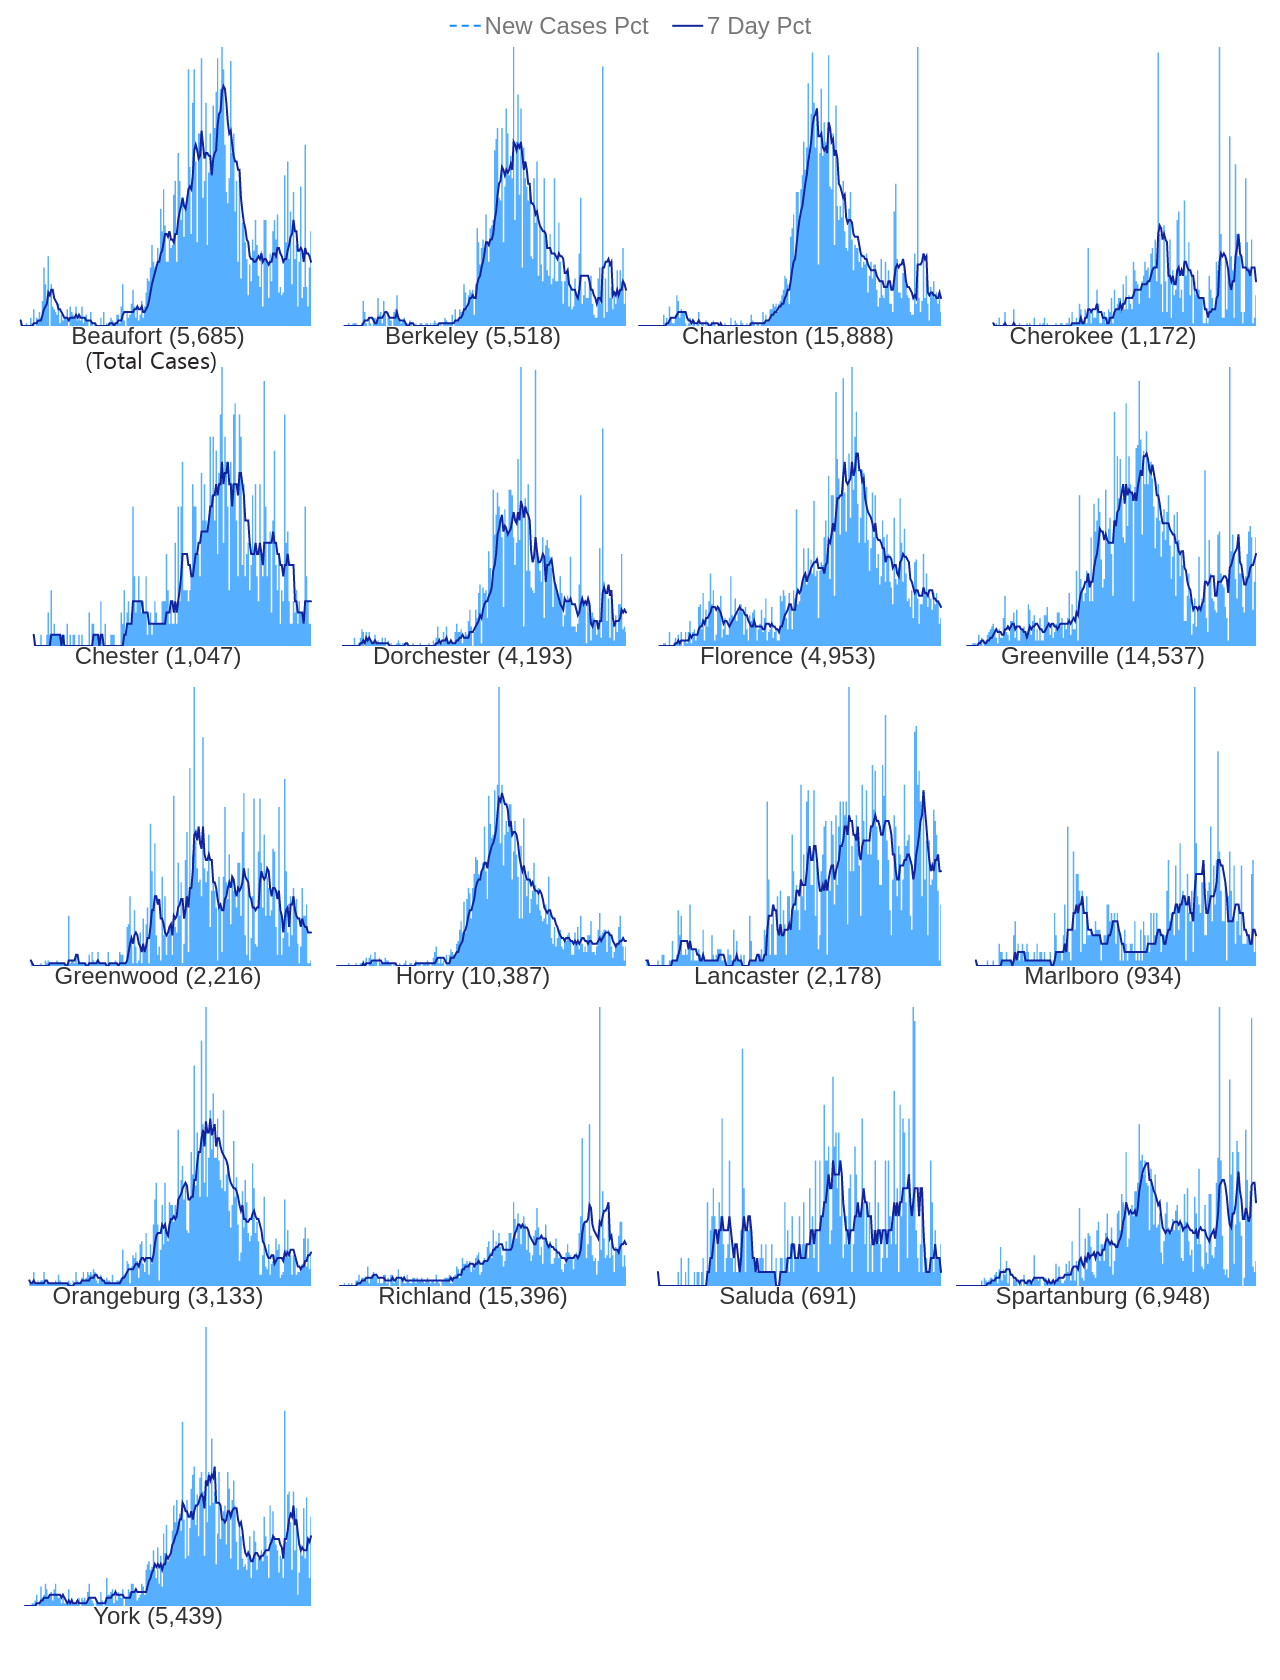 New Cases Pct 7 Day Pct
Beaufort (5,685) Berkeley (5,518) Charleston (15,888) Cherokee (1,172)
(Total Cases)
Chester (1,047) Dorchester (4,193) Florence (4,953) Greenville (14,537)
Greenwood (2,216) Horry (10,387) Lancaster (2,178) Marlboro (934)
Orangeburg (3,133) Richland (15,396) Saluda (691) Spartanburg (6,948)
York (5,439)